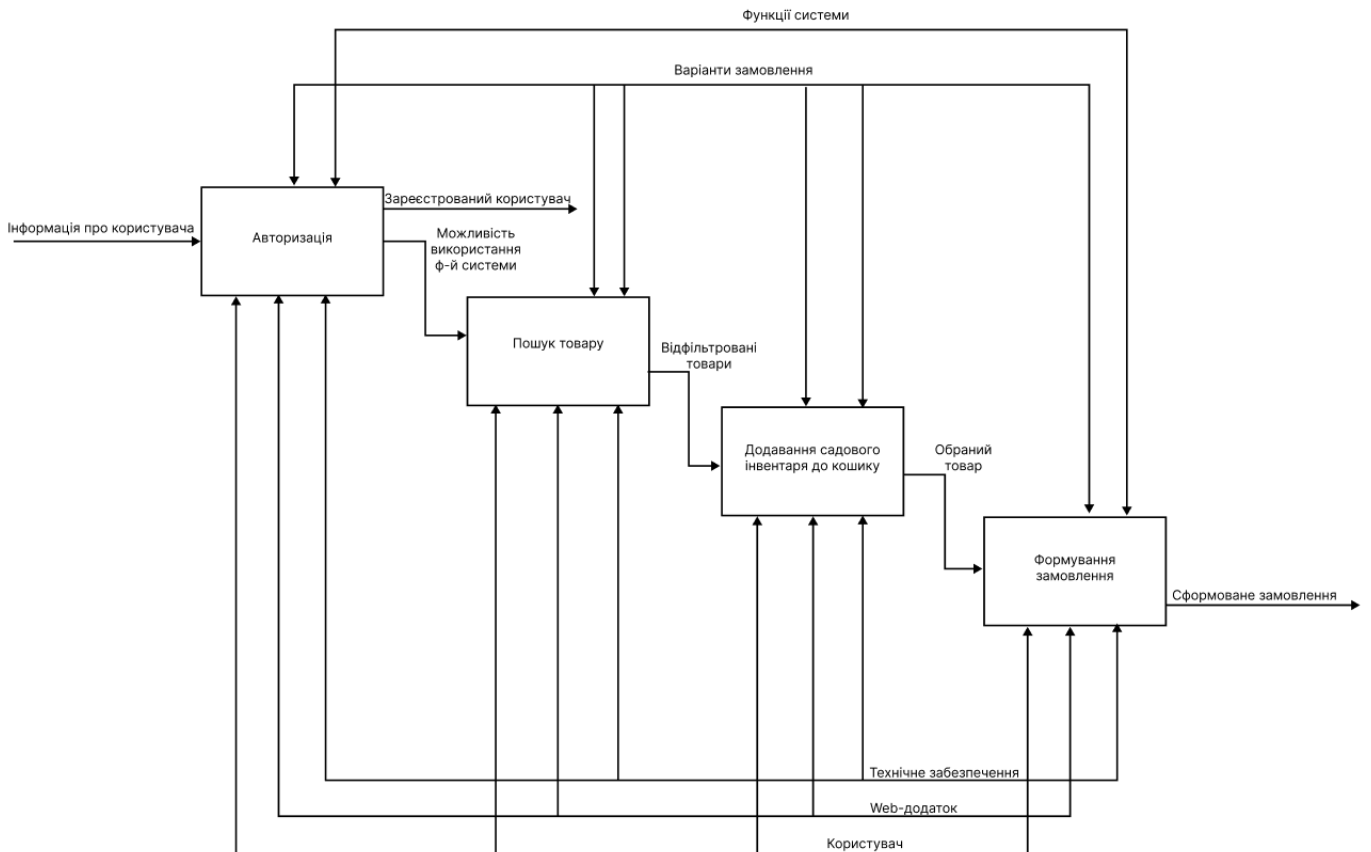 Функції системи
Варіанти замовлення
Зареєстрований користувач
Інформація про користувача
Авторизація
Можливість
використання
ф-й системи
Пошук товару
Відфільтровані
товари
Додавання садового
інвентаря до кошику
Обраний
товар
Формування
замовлення
Сформоване замовлення
Технічне забезпечення
Web-додаток
Користувач